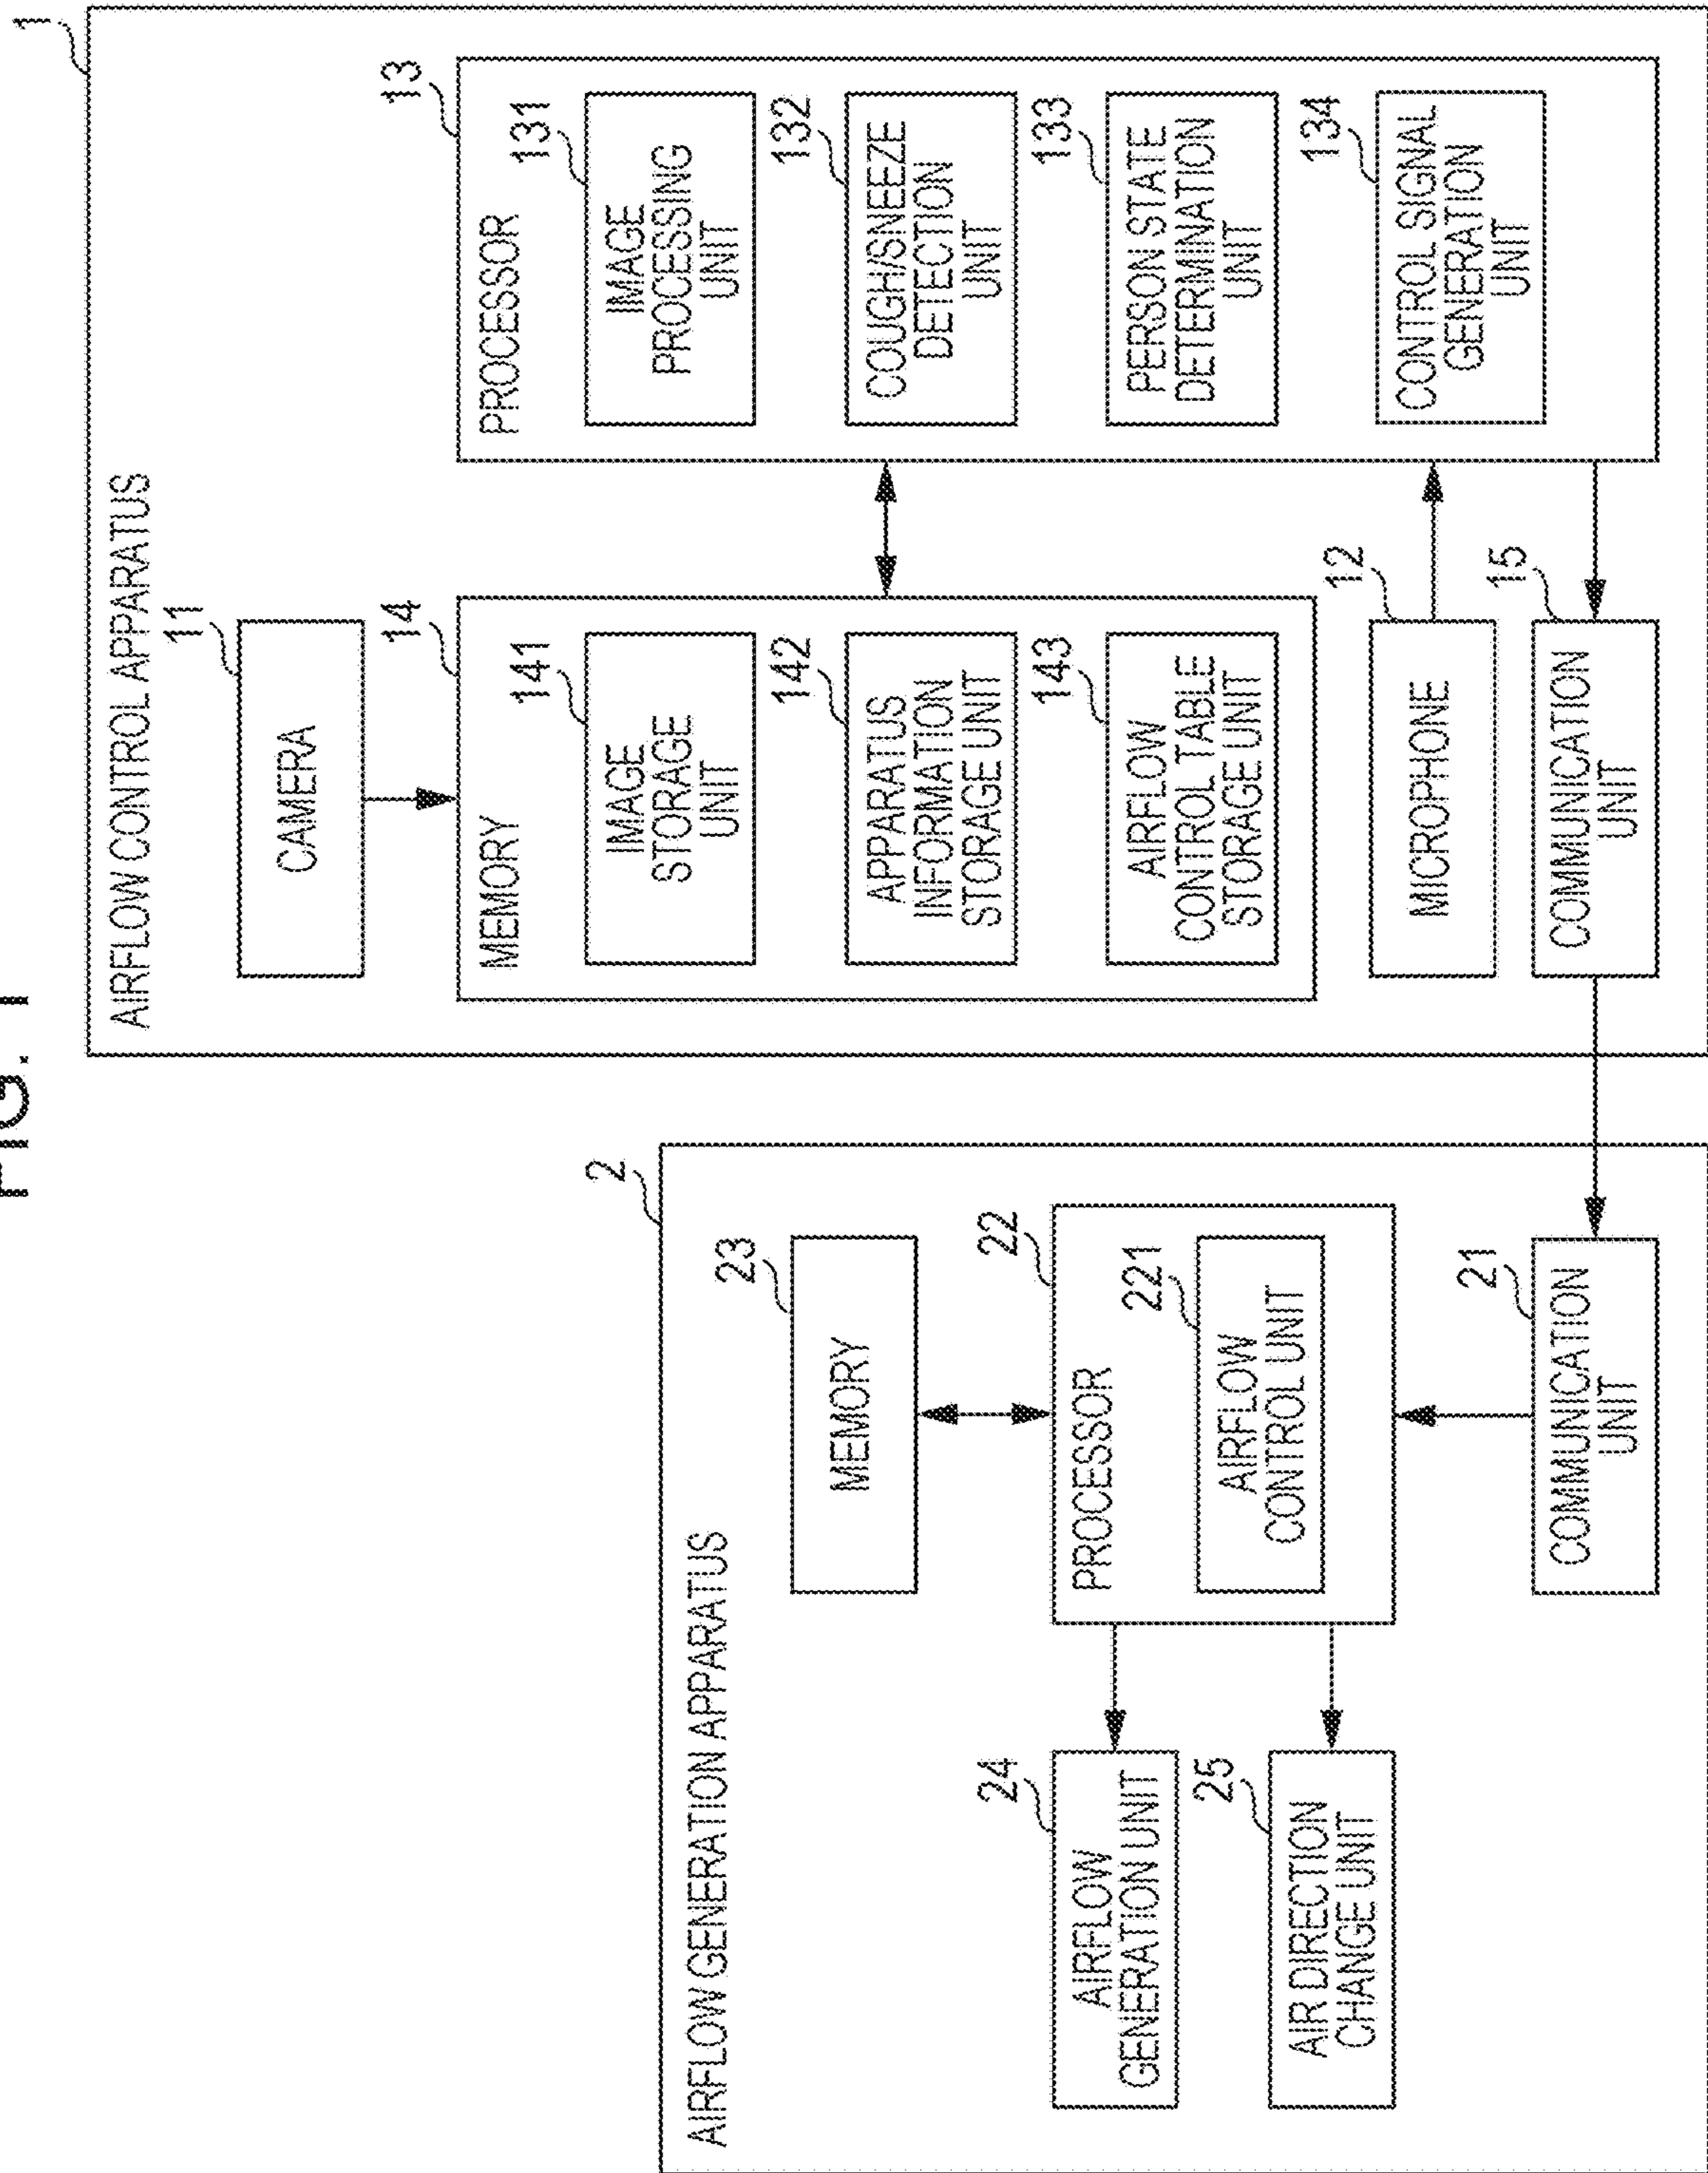 FIG. 1
1
AIRFLOW CONTROL APPARATUS
11
CAMERA
14
MEMORY
141
IMAGE
STORAGE
UNIT
142
APPARATUS
INFORMATION
STORAGE UNIT
143
AIRFLOW
CONTROL TABLE
STORAGE UNIT
12
MICROPHONE
15
COMMUNICATION
UNIT
13
PROCESSOR
131
IMAGE
PROCESSING
UNIT
132
COUGH/SNEEZE
DETECTION
UNIT
133
PERSON STATE
DETERMINATION
UNIT
134
CONTROL SIGNAL
GENERATION
UNIT
2
AIRFLOW GENERATION APPARATUS
23
MEMORY
22
PROCESSOR
221
AIRFLOW
CONTROL UNIT
21
COMMUNICATION
UNIT
24
AIRFLOW
GENERATION UNIT
25
AIR DIRECTION
CHANGE UNIT